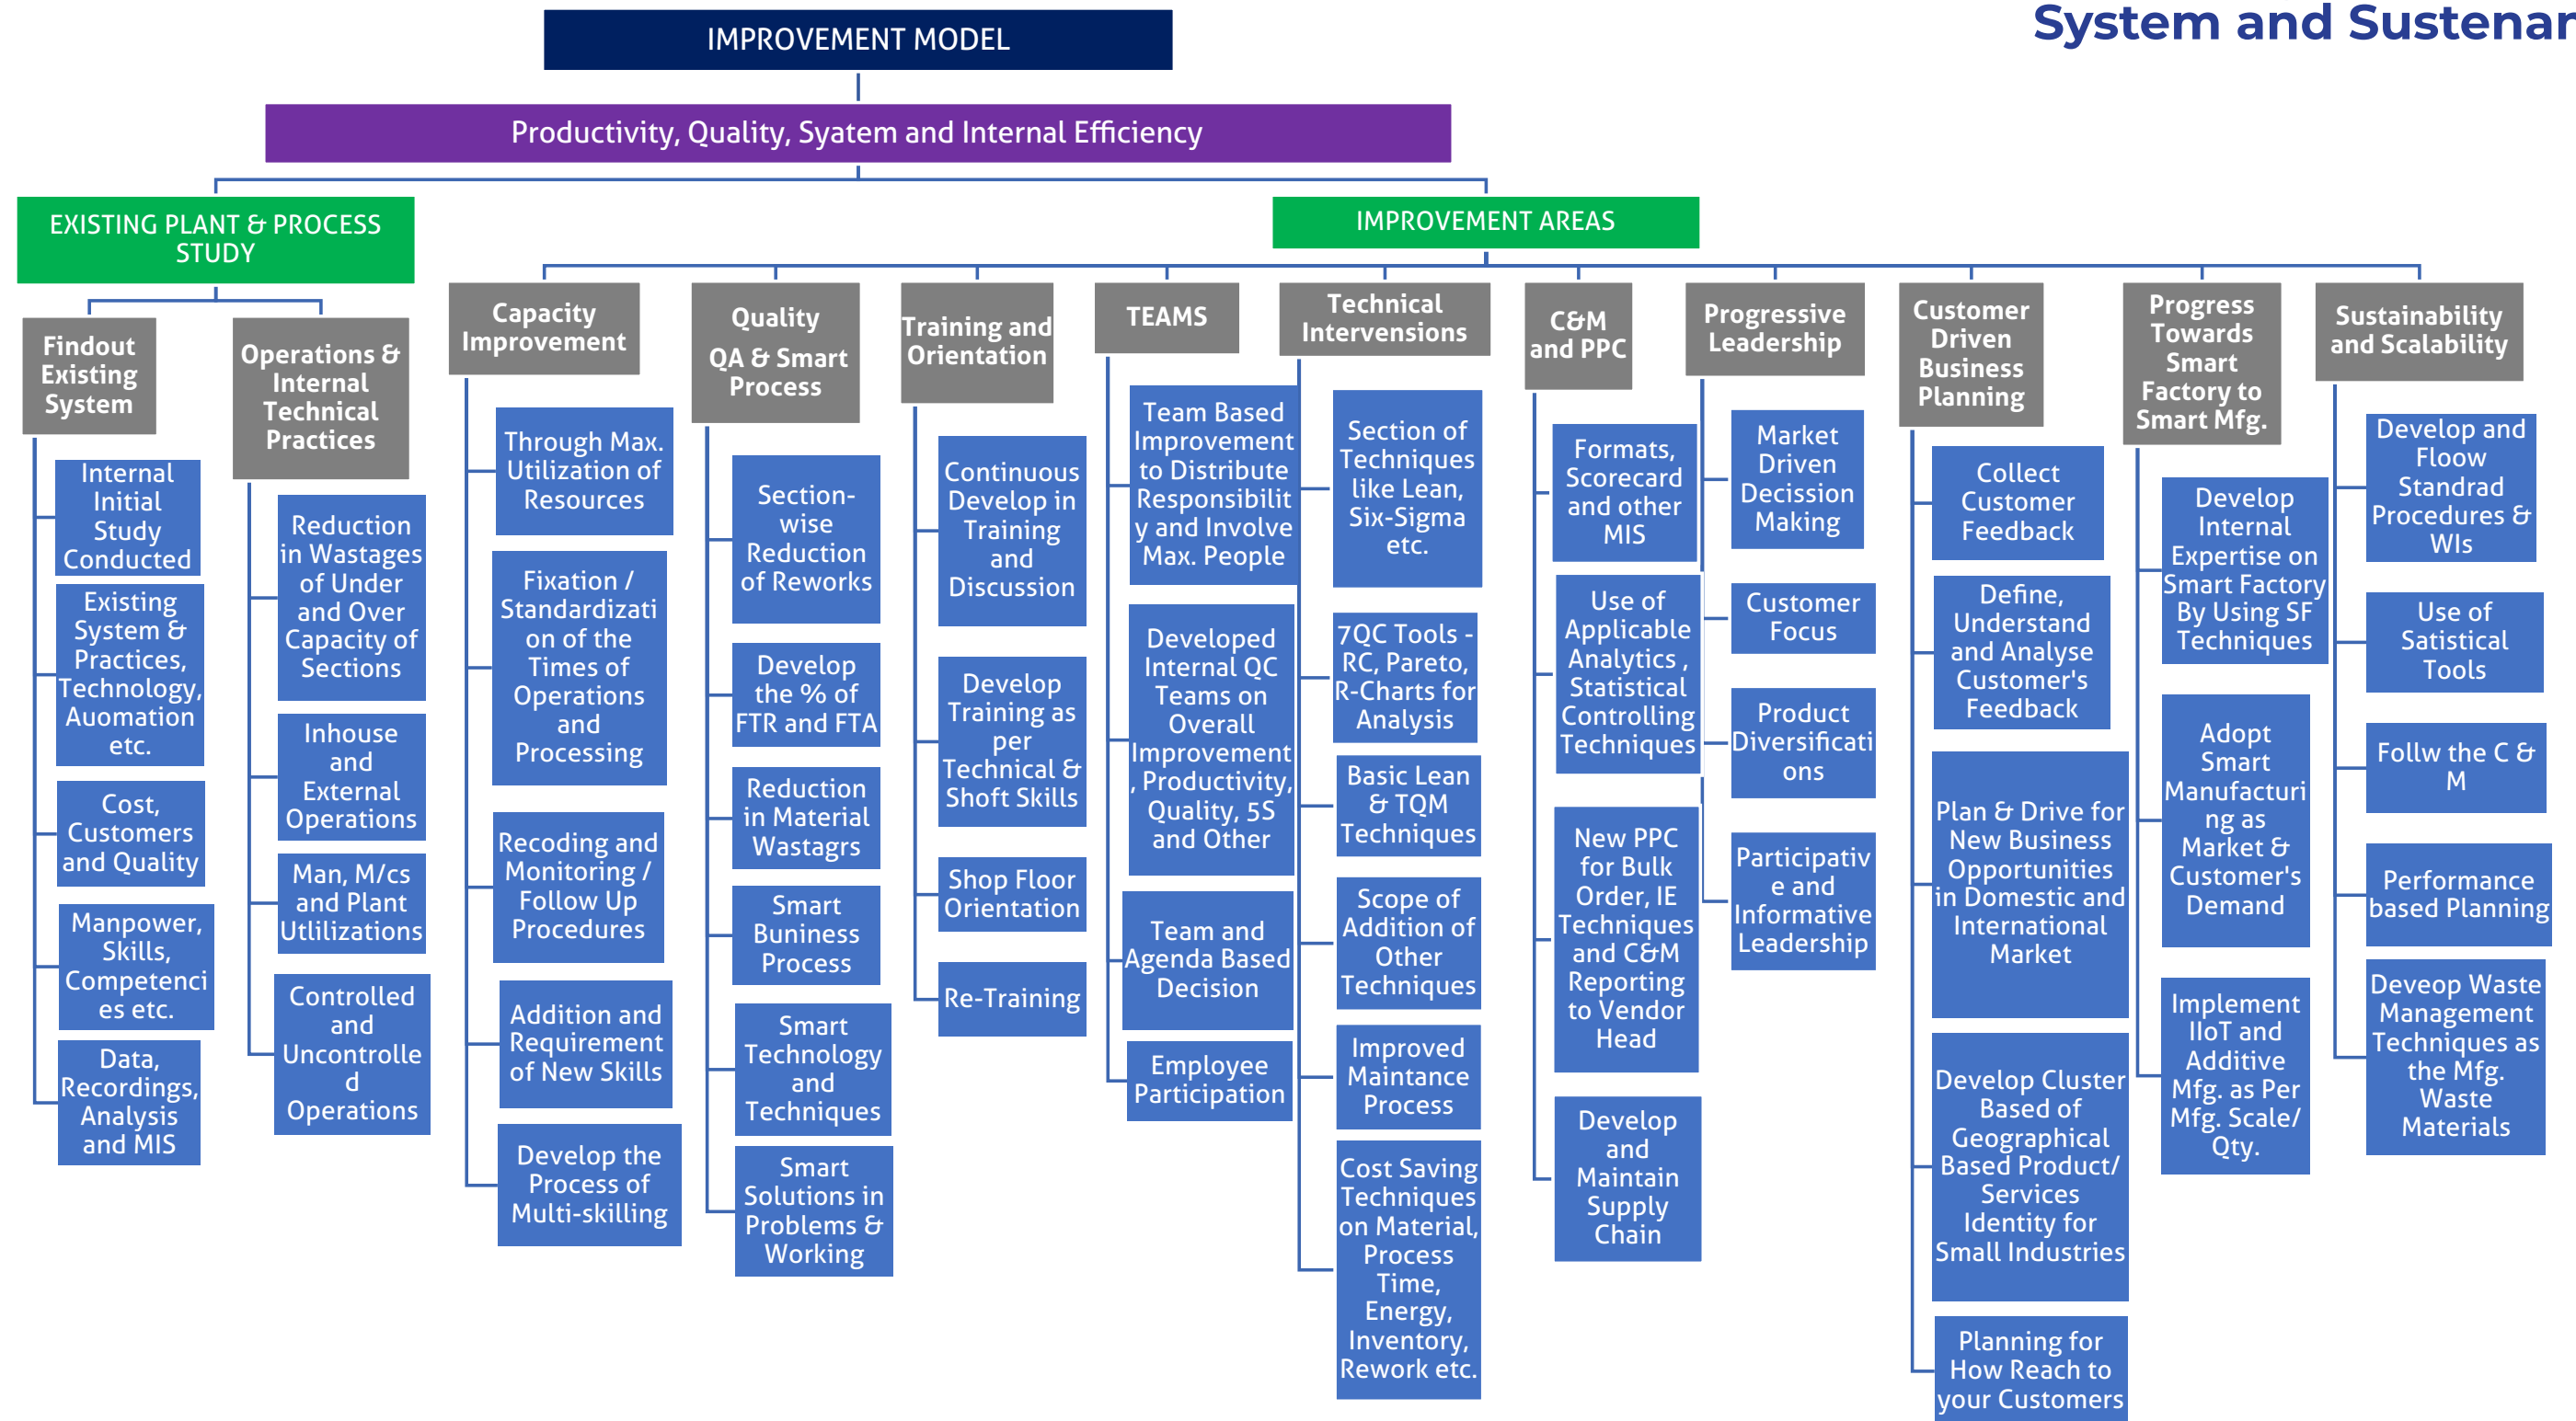 System and Sustenan
IMPROVEMENT MODEL
Productivity, Quality, Syatem and Internal Efficiency
EXISTING PLANT & PROCESS
STUDY
IMPROVEMENT AREAS
Findout
Existing
System
Internal
Initial
Study
Conducted
Existing
System &
Practices,
Technology,
Auomation
etc.
Cost,
Customers
and Quality
Manpower,
Skills,
Competenci
es etc.
Data,
Recordings,
Analysis
and MIS
Operations &
Internal
Technical
Practices
Reduction
in Wastages
of Under
and Over
Capacity of
Sections
Inhouse
and
External
Operations
Man, M/cs
and Plant
Utlilizations
Controlled
and
Uncontrolle
d
Operations
Capacity
Improvement
Through Max.
Utilization of
Resources
Fixation /
Standardizati
on of the
Times of
Operations
and
Processing
Recoding and
Monitoring /
Follow Up
Procedures
Addition and
Requirement
of New Skills
Develop the
Process of
Multi-skilling
Quality
QA & Smart
Process
Section-
wise
Reduction
of Reworks
Develop
the % of
FTR and FTA
Reduction
in Material
Wastagrs
Smart
Buniness
Process
Smart
Technology
and
Techniques
Smart
Solutions in
Problems &
Working
Training and
Orientation
Continuous
Develop in
Training
and
Discussion
Develop
Training as
per
Technical &
Shoft Skills
Shop Floor
Orientation
Re-Training
TEAMS
Team Based
Improvement
to Distribute
Responsibilit
y and Involve
Max. People
Developed
Internal QC
Teams on
Overall
Improvement
, Productivity,
Quality, 5S
and Other
Team and
Agenda Based
Decision
Employee
Participation
Technical
Intervensions
Section of
Techniques
like Lean,
Six-Sigma
etc.
7QC Tools -
RC, Pareto,
R-Charts for
Analysis
Basic Lean
& TQM
Techniques
Scope of
Addition of
Other
Techniques
Improved
Maintance
Process
Cost Saving
Techniques
on Material,
Process
Time,
Energy,
Inventory,
Rework etc.
C&M
and PPC
Formats,
Scorecard
and other
MIS
Use of
Applicable
Analytics ,
Statistical
Controlling
Techniques
New PPC
for Bulk
Order, IE
Techniques
and C&M
Reporting
to Vendor
Head
Develop
and
Maintain
Supply
Chain
Progressive
Leadership
Market
Driven
Decission
Making
Customer
Focus
Product
Diversificati
ons
Participativ
e and
Informative
Leadership
Customer
Driven
Business
Planning
Collect
Customer
Feedback
Define,
Understand
and Analyse
Customer's
Feedback
Plan & Drive for
New Business
Opportunities
in Domestic and
International
Market
Develop Cluster
Based of
Geographical
Based Product/
Services
Identity for
Small Industries
Planning for
How Reach to
your Customers
Progress
Towards
Smart
Factory to
Smart Mfg.
Develop
Internal
Expertise on
Smart Factory
By Using SF
Techniques
Adopt
Smart
Manufacturi
ng as
Market &
Customer's
Demand
Implement
IIoT and
Additive
Mfg. as Per
Mfg. Scale/
Qty.
Sustainability
and Scalability
Develop and
Floow
Standrad
Procedures &
WIs
Use of
Satistical
Tools
Follw the C &
M
Performance
based Planning
Deveop Waste
Management
Techniques as
the Mfg.
Waste
Materials